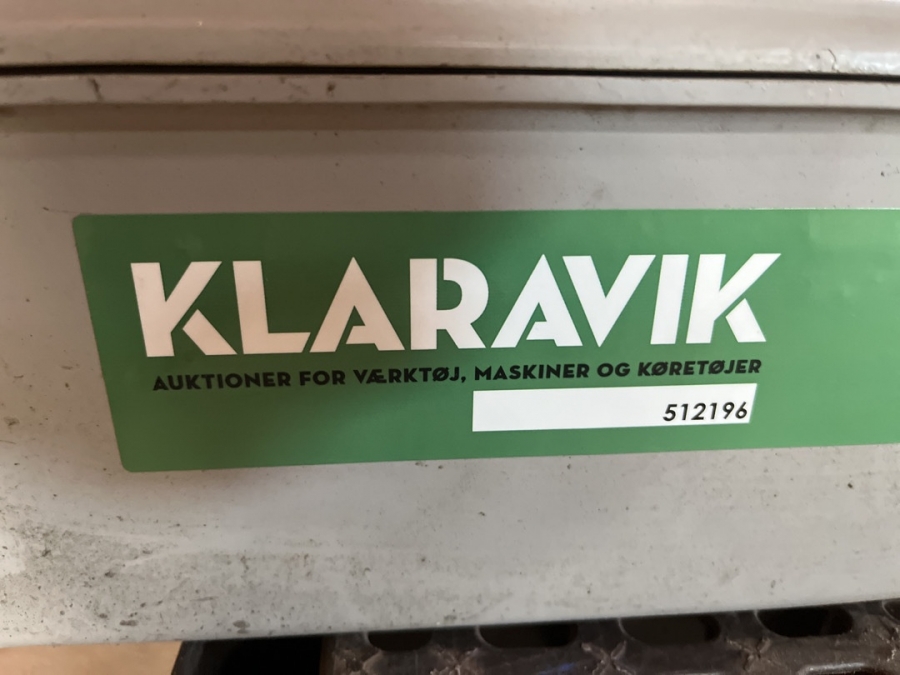 KLARAVIK
AUKTIONER FOR VÆRKTØJ, MASKINER OG KØRETØJER
512196